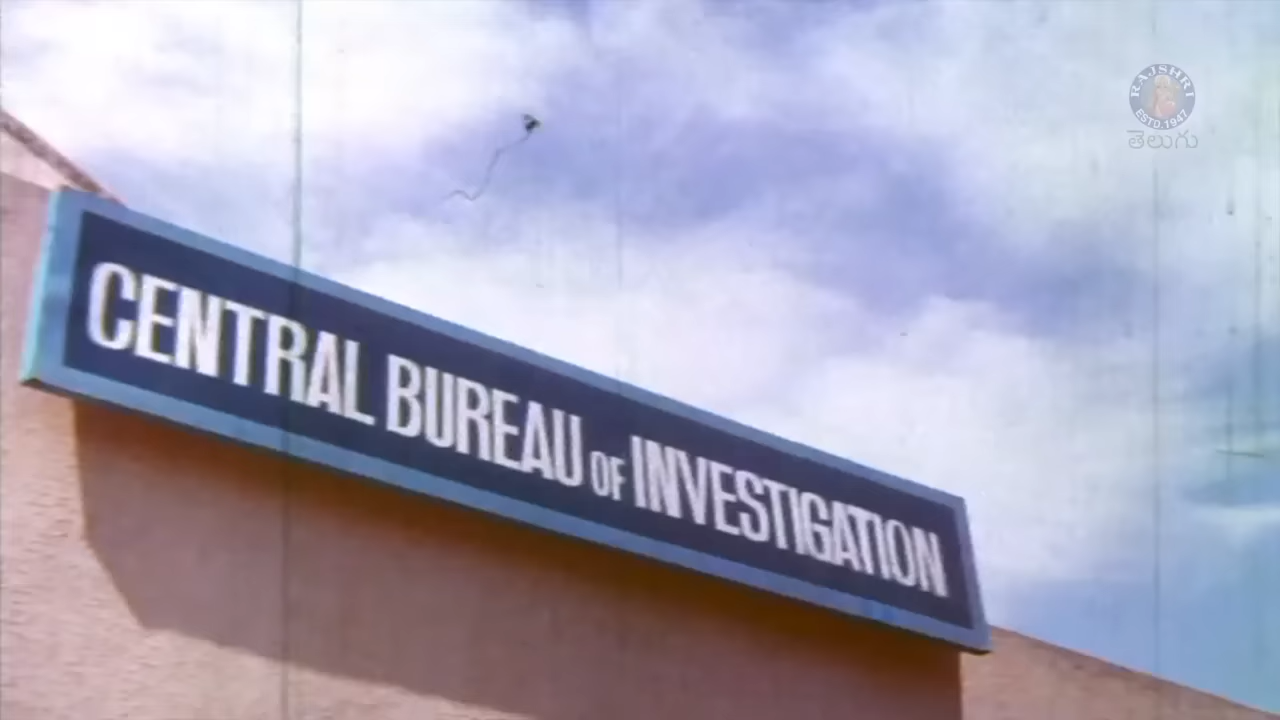 RAJSHRI
ESTD.1947
తెలుగు
CENTRAL BUREAU OF INVESTIGATION